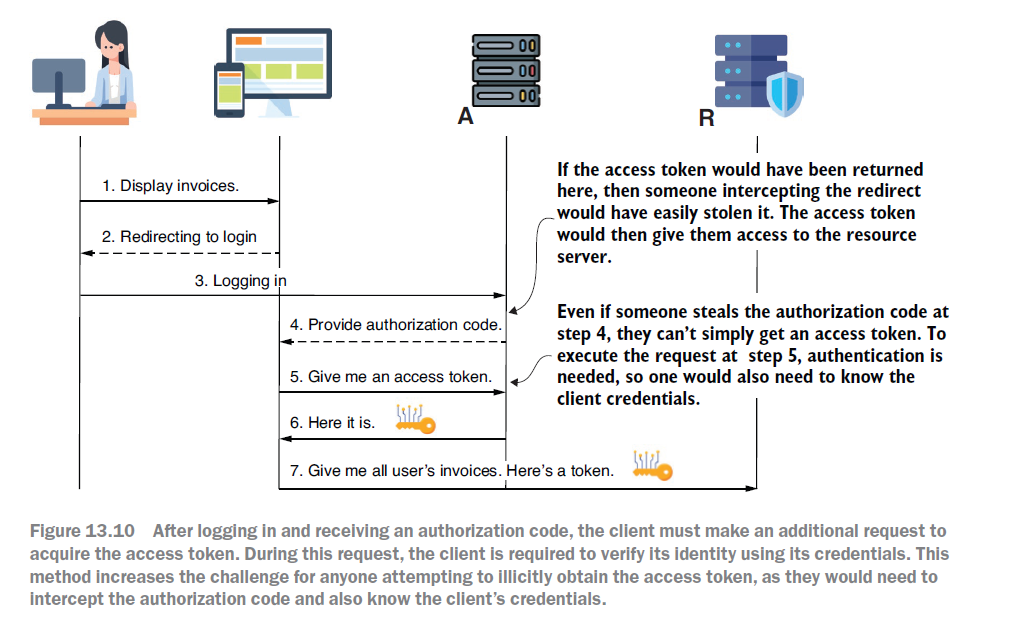 A
R
1. Display invoices.
2. Redirecting to login
3. Logging in
4. Provide authorization code.
5. Give me an access token.
6. Here it is.
7. Give me all user’s invoices. Here’s a token.
If the access token would have been returned
here, then someone intercepting the redirect
would have easily stolen it. The access token
would then give them access to the resource
server.
Even if someone steals the authorization code at
step 4, they can’t simply get an access token. To
execute the request at step 5, authentication is
needed, so one would also need to know the
client credentials.
Figure 13.10 After logging in and receiving an authorization code, the client must make an additional request to
acquire the access token. During this request, the client is required to verify its identity using its credentials. This
method increases the challenge for anyone attempting to illicitly obtain the access token, as they would need to
intercept the authorization code and also know the client’s credentials.